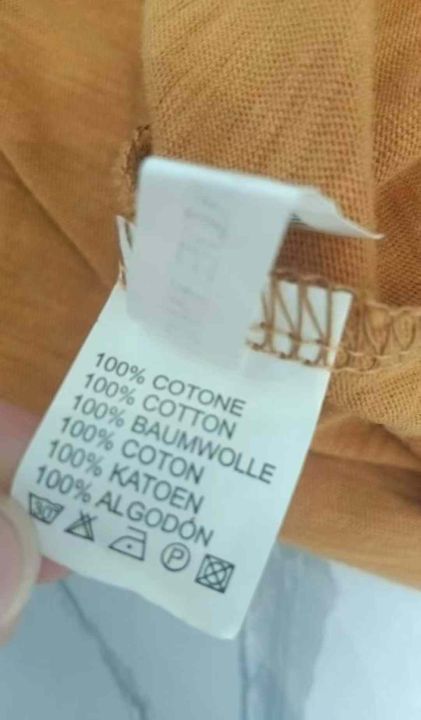 100% COTONE
100% COTTON
100% BAUMWOLLE
100% COTON
100% KATOEN
100% ALGODÓN
30
P